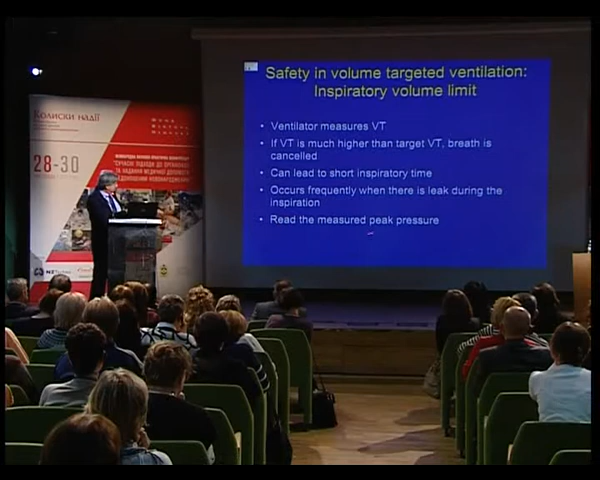 Safety in volume targeted ventilation:
Inspiratory volume limit
• Ventilator measures VT
• If VT is much higher than target VT, breath is
cancelled
• Can lead to short inspiratory time
• Occurs frequently when there is leak during the
inspiration
• Read the measured peak pressure
Колиски надії
28-30